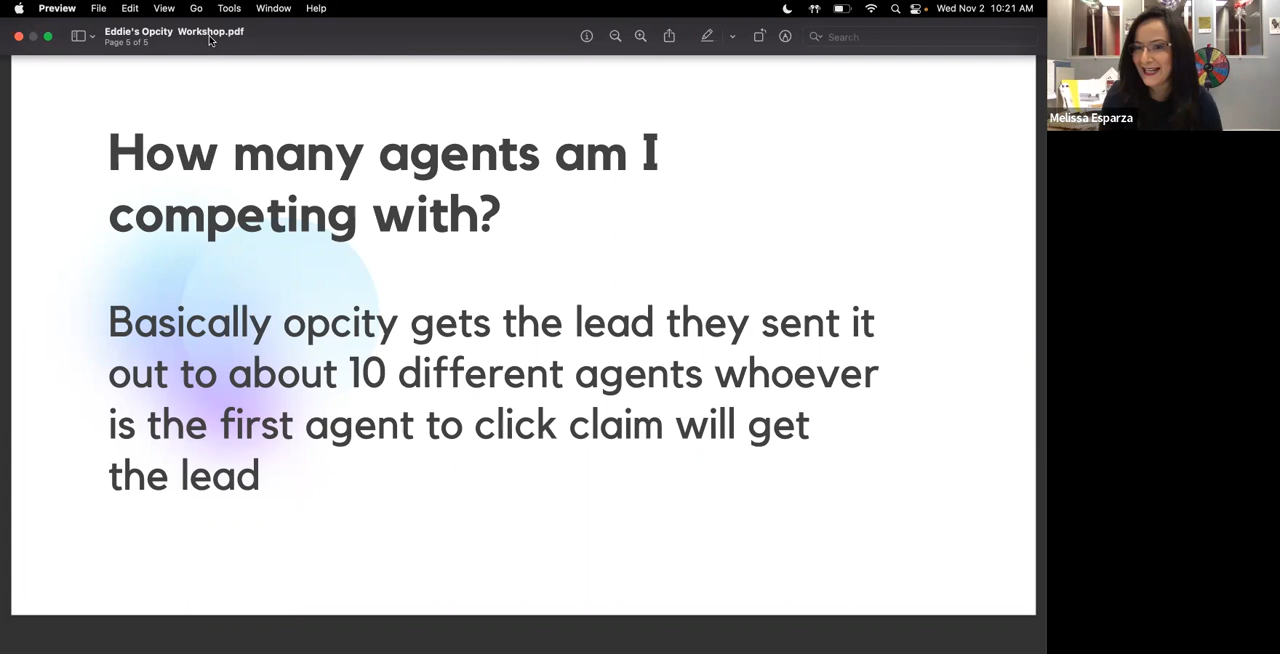 Preview File Edit View Go Tools Window Help Wed Nov 2 10:21 AM
Eddie's Opcity Workshop.pdf
Page 5 of 5
Search
How many agents am I
competing with?
Basically opcity gets the lead they sent it
out to about 10 different agents whoever
is the first agent to click claim will get
the lead
Melissa Esparza